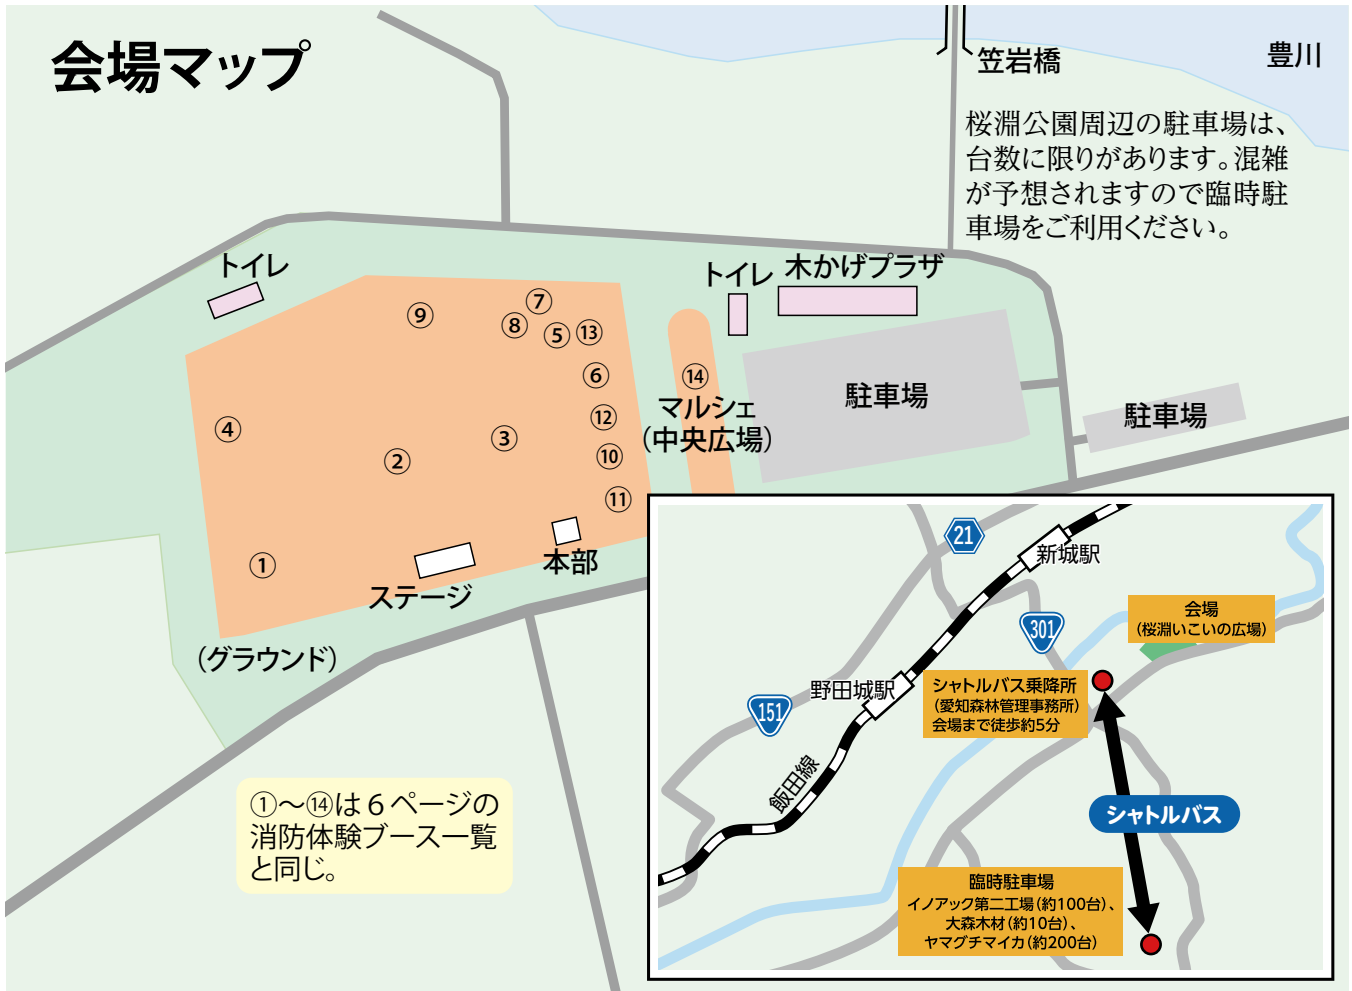 会場マップ
笠岩橋
豊川
桜淵公園周辺の駐車場は、
台数に限りがあります。混雑
が予想されますので臨時駐
車場をご利用ください。
トイレ
トイレ
木かげプラザ
⑦
⑨
⑧
⑤
⑬
⑥
⑭
マルシェ
(中央広場)
駐車場
駐車場
④
②
③
⑫
⑩
⑪
①
ステージ
本部
(グラウンド)
①～⑭は6ページの
消防体験ブース一覧
と同じ。
21
新城駅
301
会場
(桜淵いこいの広場)
野田城駅
151
シャトルバス乗降所
(愛知森林管理事務所)
会場まで徒歩約5分
飯田線
シャトルバス
臨時駐車場
イノアック第二工場(約100台)、
大森木材(約10台)、
ヤマグチマイカ(約200台)